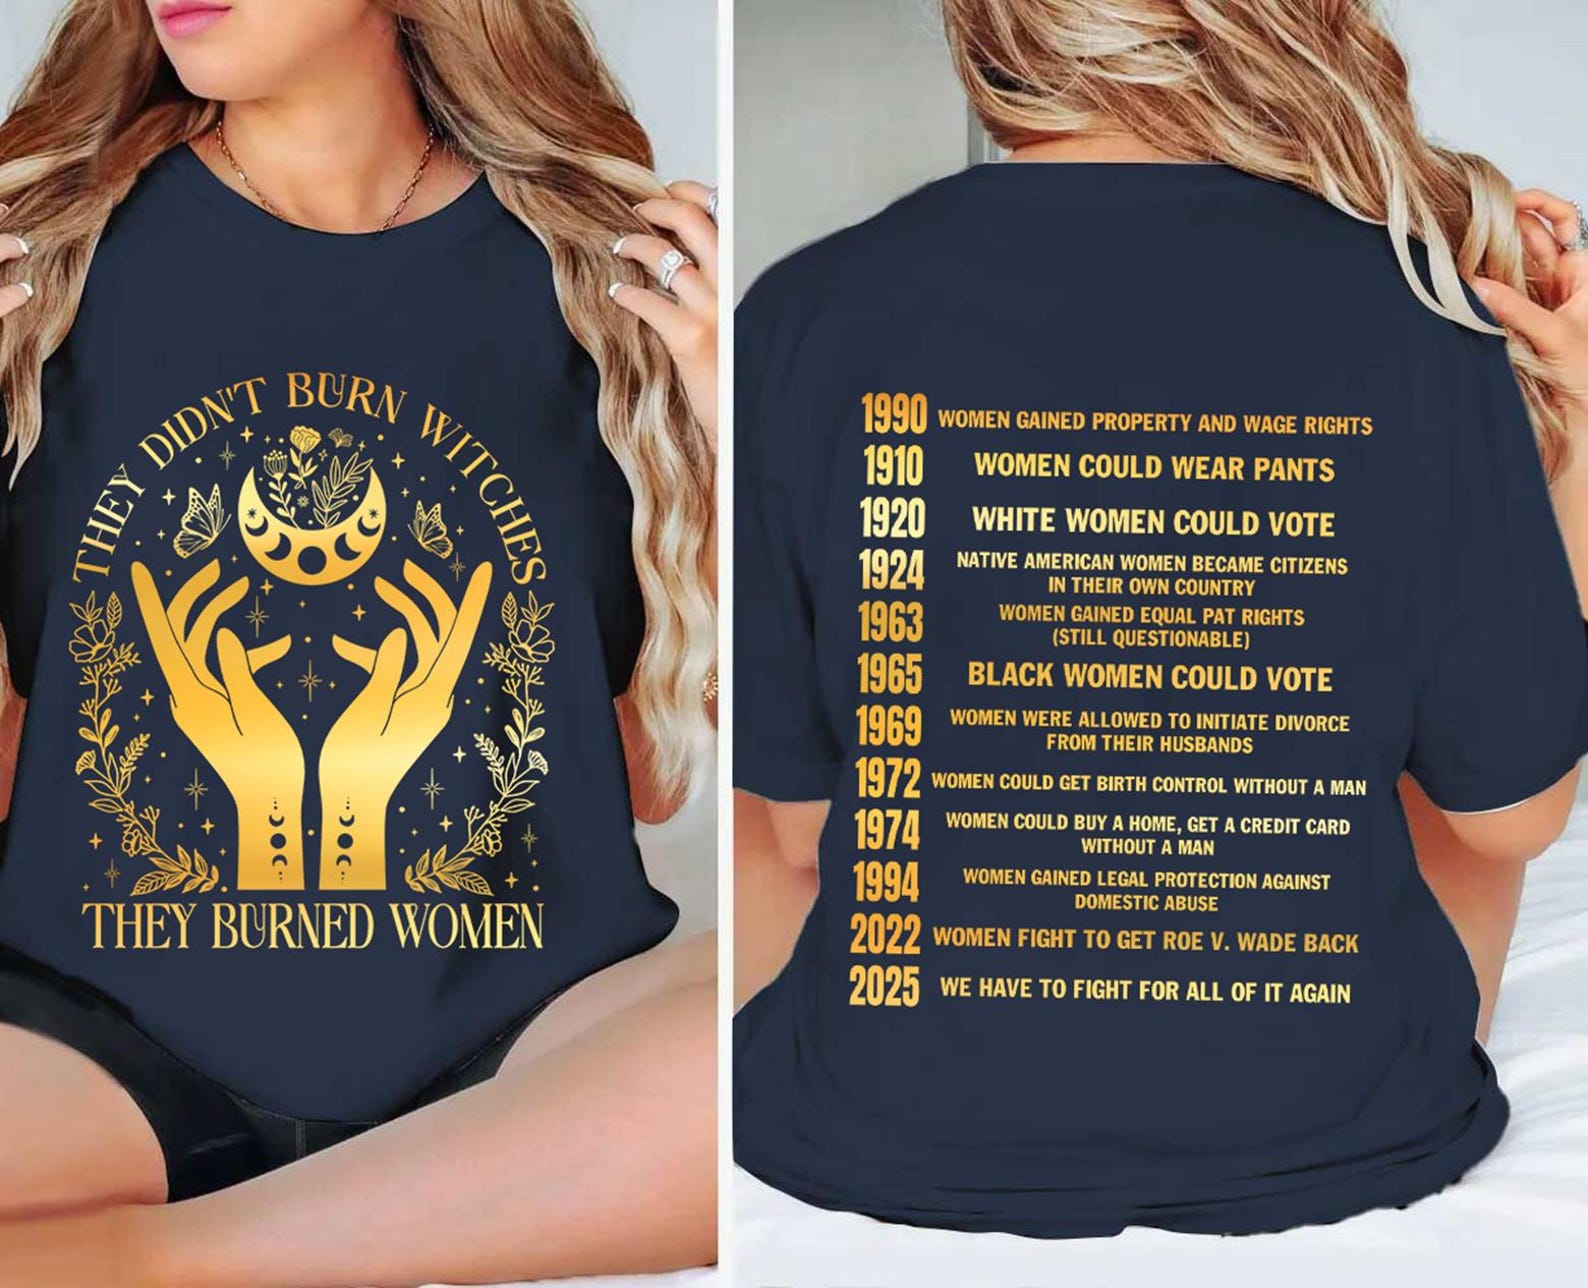 THEY DIDN'T BURN WITCHES
THEY BURNED WOMEN
1990 WOMEN GAINED PROPERTY AND WAGE RIGHTS
1910 WOMEN COULD WEAR PANTS
1920 WHITE WOMEN COULD VOTE
1924 NATIVE AMERICAN WOMEN BECAME CITIZENS
IN THEIR OWN COUNTRY
1963 WOMEN GAINED EQUAL PAT RIGHTS
(STILL QUESTIONABLE)
1965 BLACK WOMEN COULD VOTE
1969 WOMEN WERE ALLOWED TO INITIATE DIVORCE
FROM THEIR HUSBANDS
1972 WOMEN COULD GET BIRTH CONTROL WITHOUT A MAN
1974 WOMEN COULD BUY A HOME, GET A CREDIT CARD
WITHOUT A MAN
1994 WOMEN GAINED LEGAL PROTECTION AGAINST
DOMESTIC ABUSE
2022 WOMEN FIGHT TO GET ROE V. WADE BACK
2025 WE HAVE TO FIGHT FOR ALL OF IT AGAIN